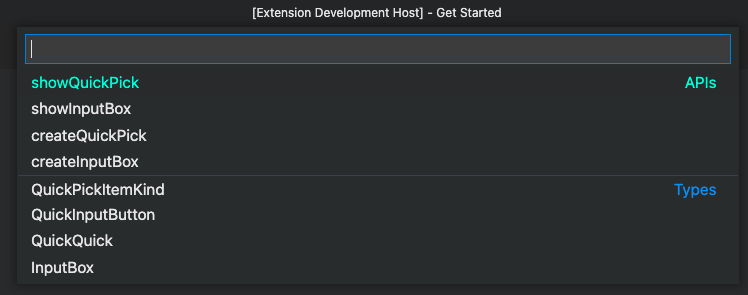 [Extension Development Host] - Get Started
showQuickPick APIs
showInputBox
createQuickPick
createInputBox
QuickPickItemKind Types
QuickInputButton
QuickQuick
InputBox